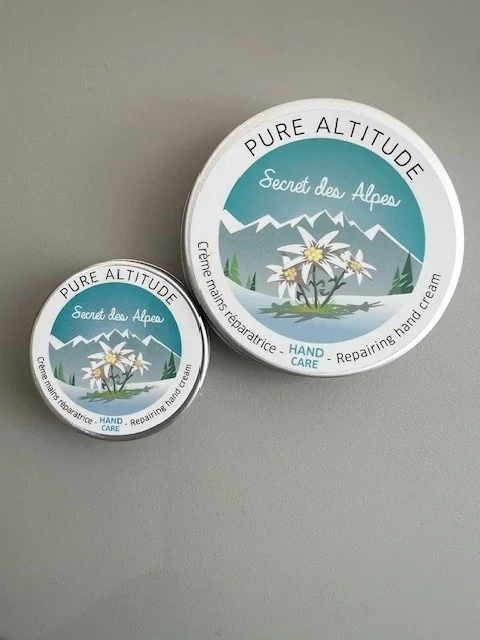 PURE ALTITUDE
Secret des Alpes
Crème mains réparatrice - HAND CARE - Repairing hand cream
PURE ALTITUDE
Secret des Alpes
Crème mains réparatrice - HAND CARE - Repairing hand cream